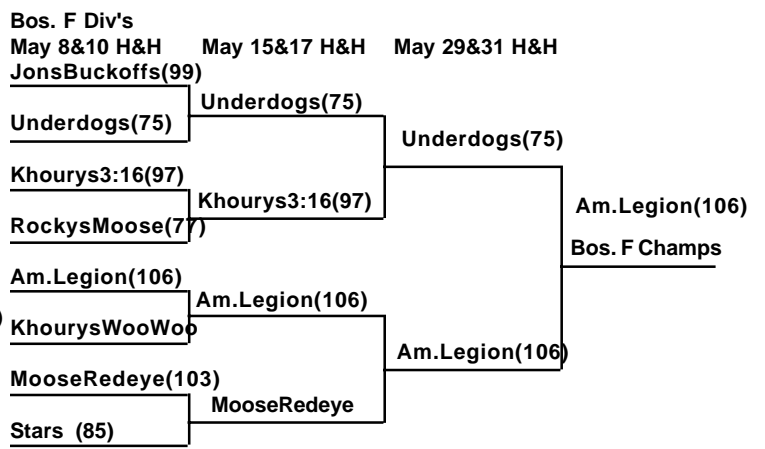 Bos. F Div's
May 8&10 H&H May 15&17 H&H May 29&31 H&H
JonsBuckoffs(99)
Underdogs(75)
Underdogs(75)
Underdogs(75)
Khourys3:16(97)
Khourys3:16(97)
RockysMoose(77)
Am.Legion(106)
Bos. F Champs
Am.Legion(106)
Am.Legion(106)
KhourysWooWoo
)
Am.Legion(106)
MooseRedeye(103)
MooseRedeye
Stars (85)